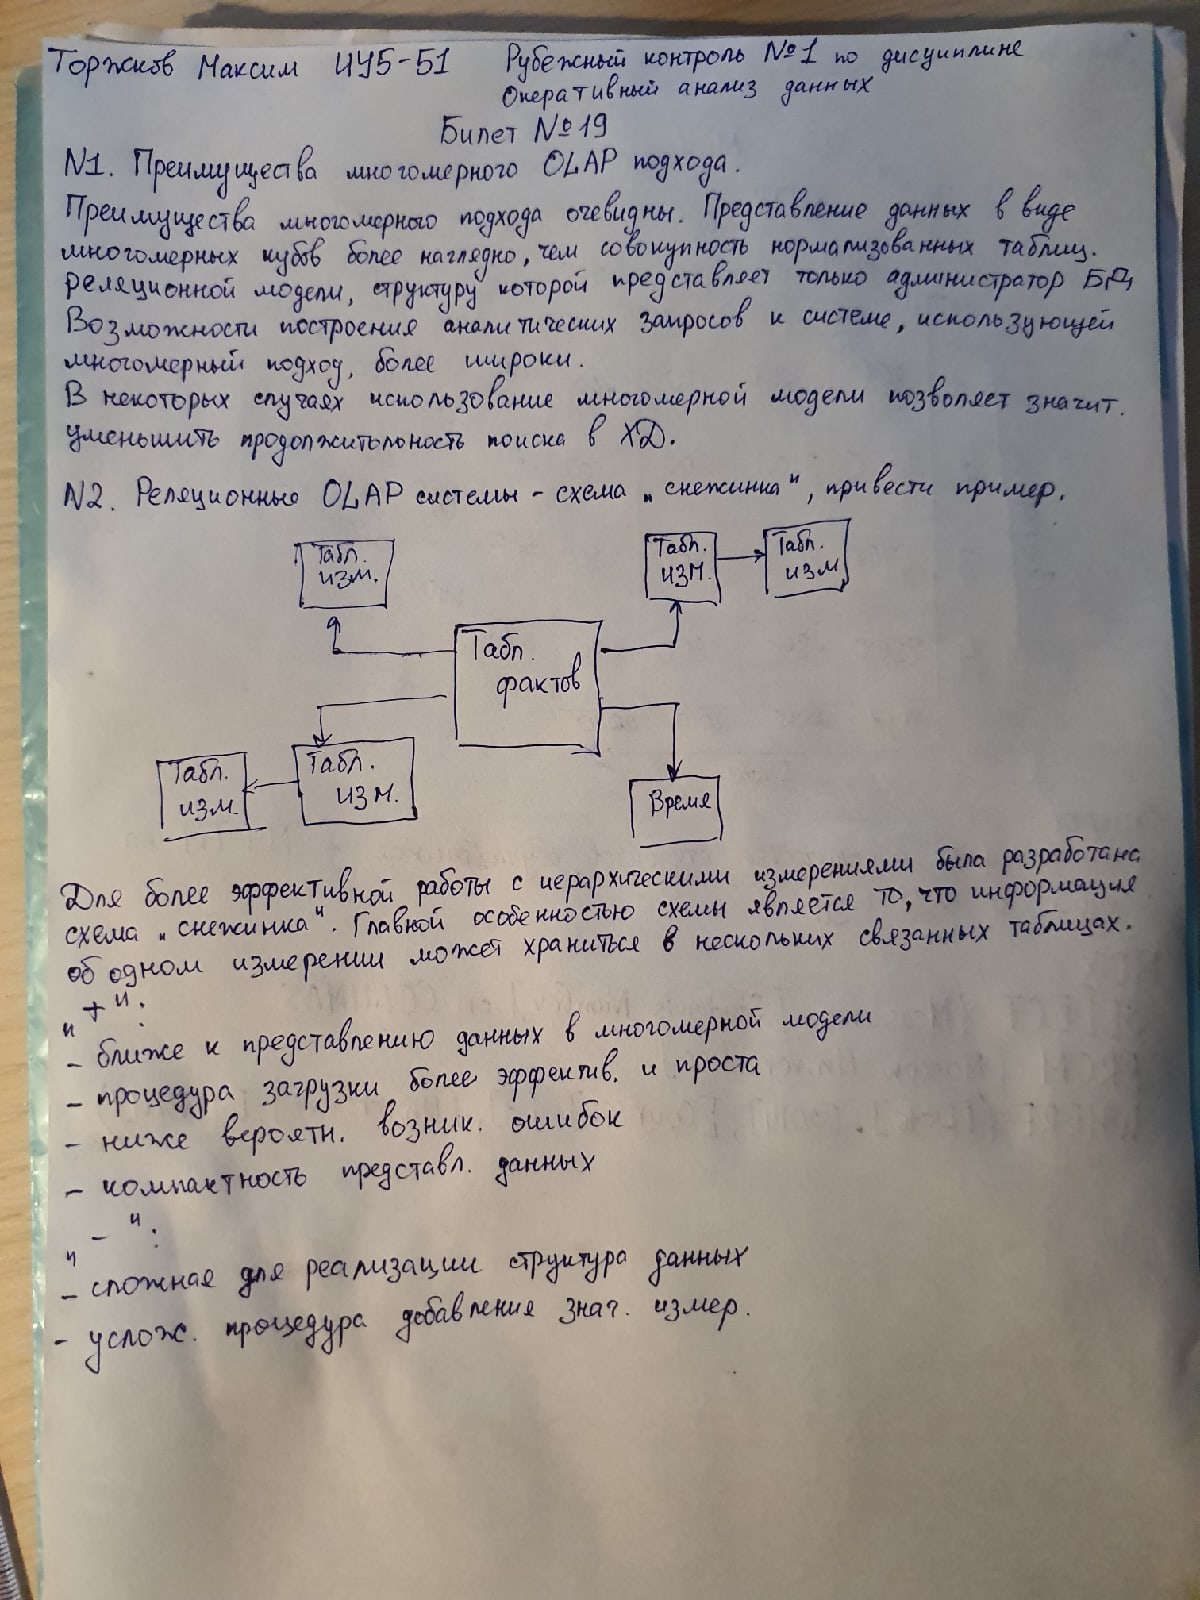 Торжков Максим ИУ5-51 Рубежный контроль №1 по дисциплине
Оперативный анализ данных
Билет №19
N1. Преимущества многомерного OLAP подхода.
Преимущества многомерного подхода очевидны. Представление данных в виде
многомерных кубов более наглядно, чем совокупность нормализованных таблиц.
реляционной модели, структуру которой представляет только администратор БД
Возможности построения аналитических запросов к системе, использующей
многомерный подход, более широки.
В некоторых случаях использование многомерной модели позволяет значит.
уменьшить продолжительность поиска в ХД.
N2. Реляционные OLAP системы - схема „снежинка", привести пример.
Табл.
изм.
Табл.
изм.
Табл.
изм
Табл.
фактов
Табл.
изм.
Табл.
изм.
Время
Для более эффективной работы с иерархическими измерениями была разработана
схема „снежинка". Главной особенностью схемы является то, что информация
об одном измерении может храниться в нескольких связанных таблицах.
„+":
- ближе к представлению данных в многомерной модели
- процедура загрузки более эффектив. и проста
- ниже вероятн. возник. ошибок
- компактность представл. данных
„-":
- сложная для реализации структура данных
- услож. процедура добавления знач. измер.